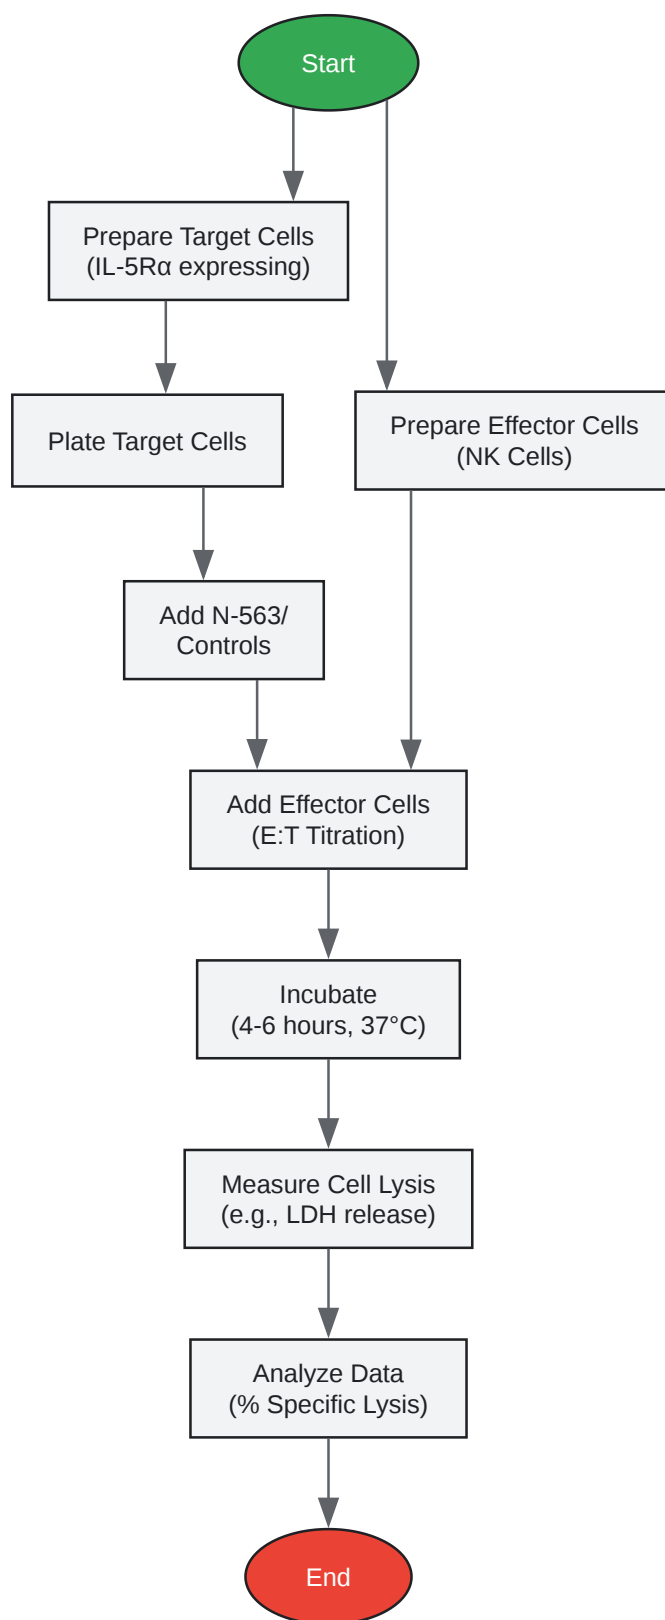 Start
Prepare Target Cells
(IL-5Rα expressing)
Plate Target Cells
Prepare Effector Cells
(NK Cells)
Add N-563/
Controls
Add Effector Cells
(E:T Titration)
Incubate
(4-6 hours, 37°C)
Measure Cell Lysis
(e.g., LDH release)
Analyze Data
(% Specific Lysis)
End